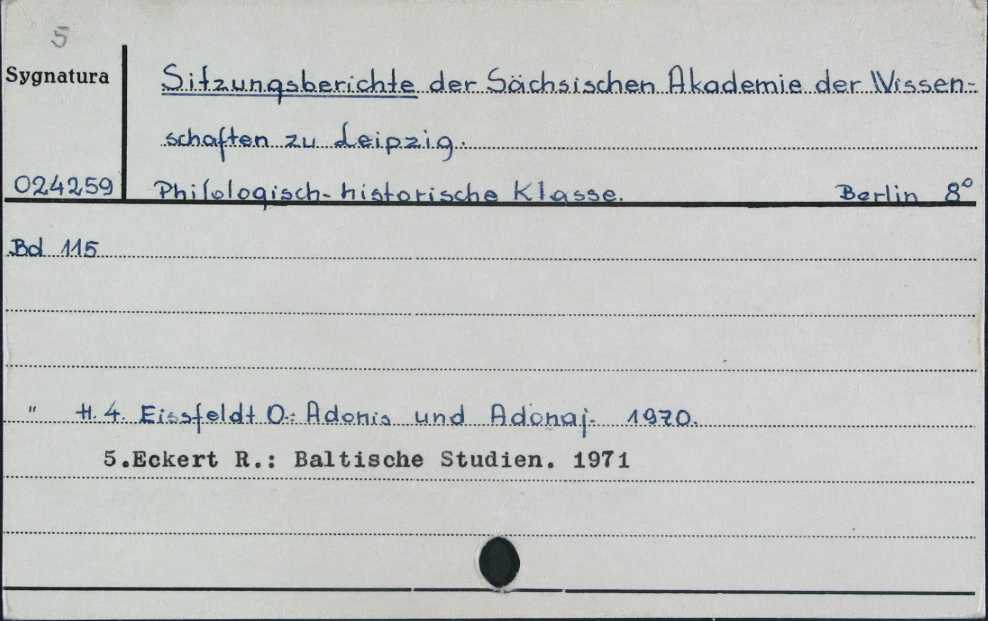 5
Sygnatura
Sitzungsberichte der Sächsischen Akademie der Wissen-
schaften zu Leipzig.
024259 Philologisch-historische Klasse. Berlin 8°
Bd 115
" H. 4. Eissfeldt O.: Adonis und Adonaj. 1970.
5.Eckert R.: Baltische Studien. 1971